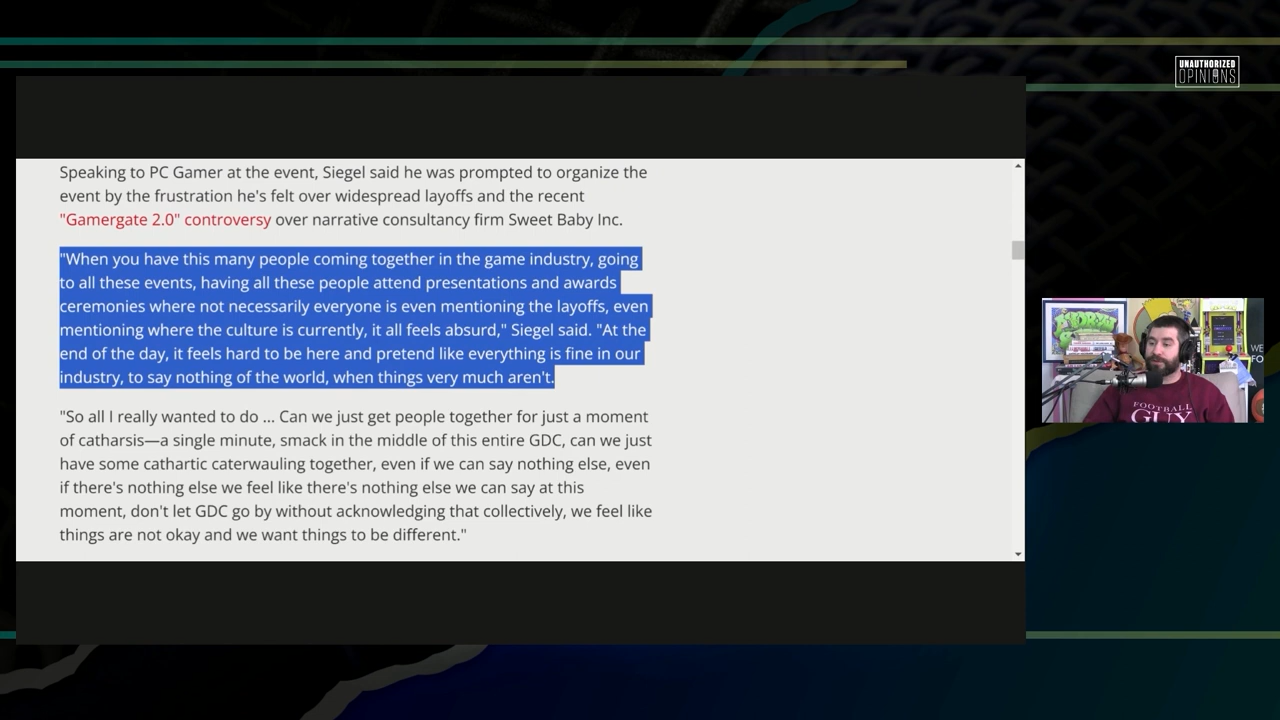 UNAUTHORIZED
OPINIONS
Speaking to PC Gamer at the event, Siegel said he was prompted to organize the
event by the frustration he's felt over widespread layoffs and the recent
"Gamergate 2.0" controversy over narrative consultancy firm Sweet Baby Inc.
"When you have this many people coming together in the game industry, going
to all these events, having all these people attend presentations and awards
ceremonies where not necessarily everyone is even mentioning the layoffs, even
mentioning where the culture is currently, it all feels absurd," Siegel said. "At the
end of the day, it feels hard to be here and pretend like everything is fine in our
industry, to say nothing of the world, when things very much aren't.
"So all I really wanted to do ... Can we just get people together for just a moment
of catharsis—a single minute, smack in the middle of this entire GDC, can we just
have some cathartic caterwauling together, even if we can say nothing else, even
if there's nothing else we feel like there's nothing else we can say at this
moment, don't let GDC go by without acknowledging that collectively, we feel like
things are not okay and we want things to be different."
WE
FO
FOOTBALL
GUY